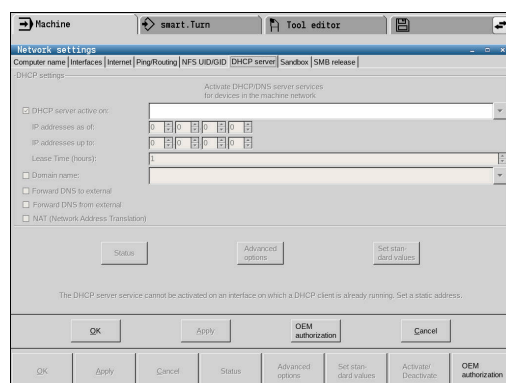 Machine
smart.Turn
Tool editor
Network settings
Computer name Interfaces Internet Ping/Routing NFS UID/GID DHCP server Sandbox SMB release
DHCP settings
Activate DHCP/DNS server services
for devices in the machine network
DHCP server active on:
IP addresses as of: 0 0 0 0
IP addresses up to: 0 0 0 0
Lease Time (hours): 1
Domain name:
Forward DNS to external
Forward DNS from external
NAT (Network Address Translation)
Status
Advanced
options
Set stan-
dard values
The DHCP server service cannot be activated on an interface on which a DHCP client is already running. Set a static address.
OK
Apply
OEM
authorization
Cancel
OK
Apply
Cancel
Status
Advanced
options
Set stan-
dard values
Activate/
Deactivate
OEM
authorization